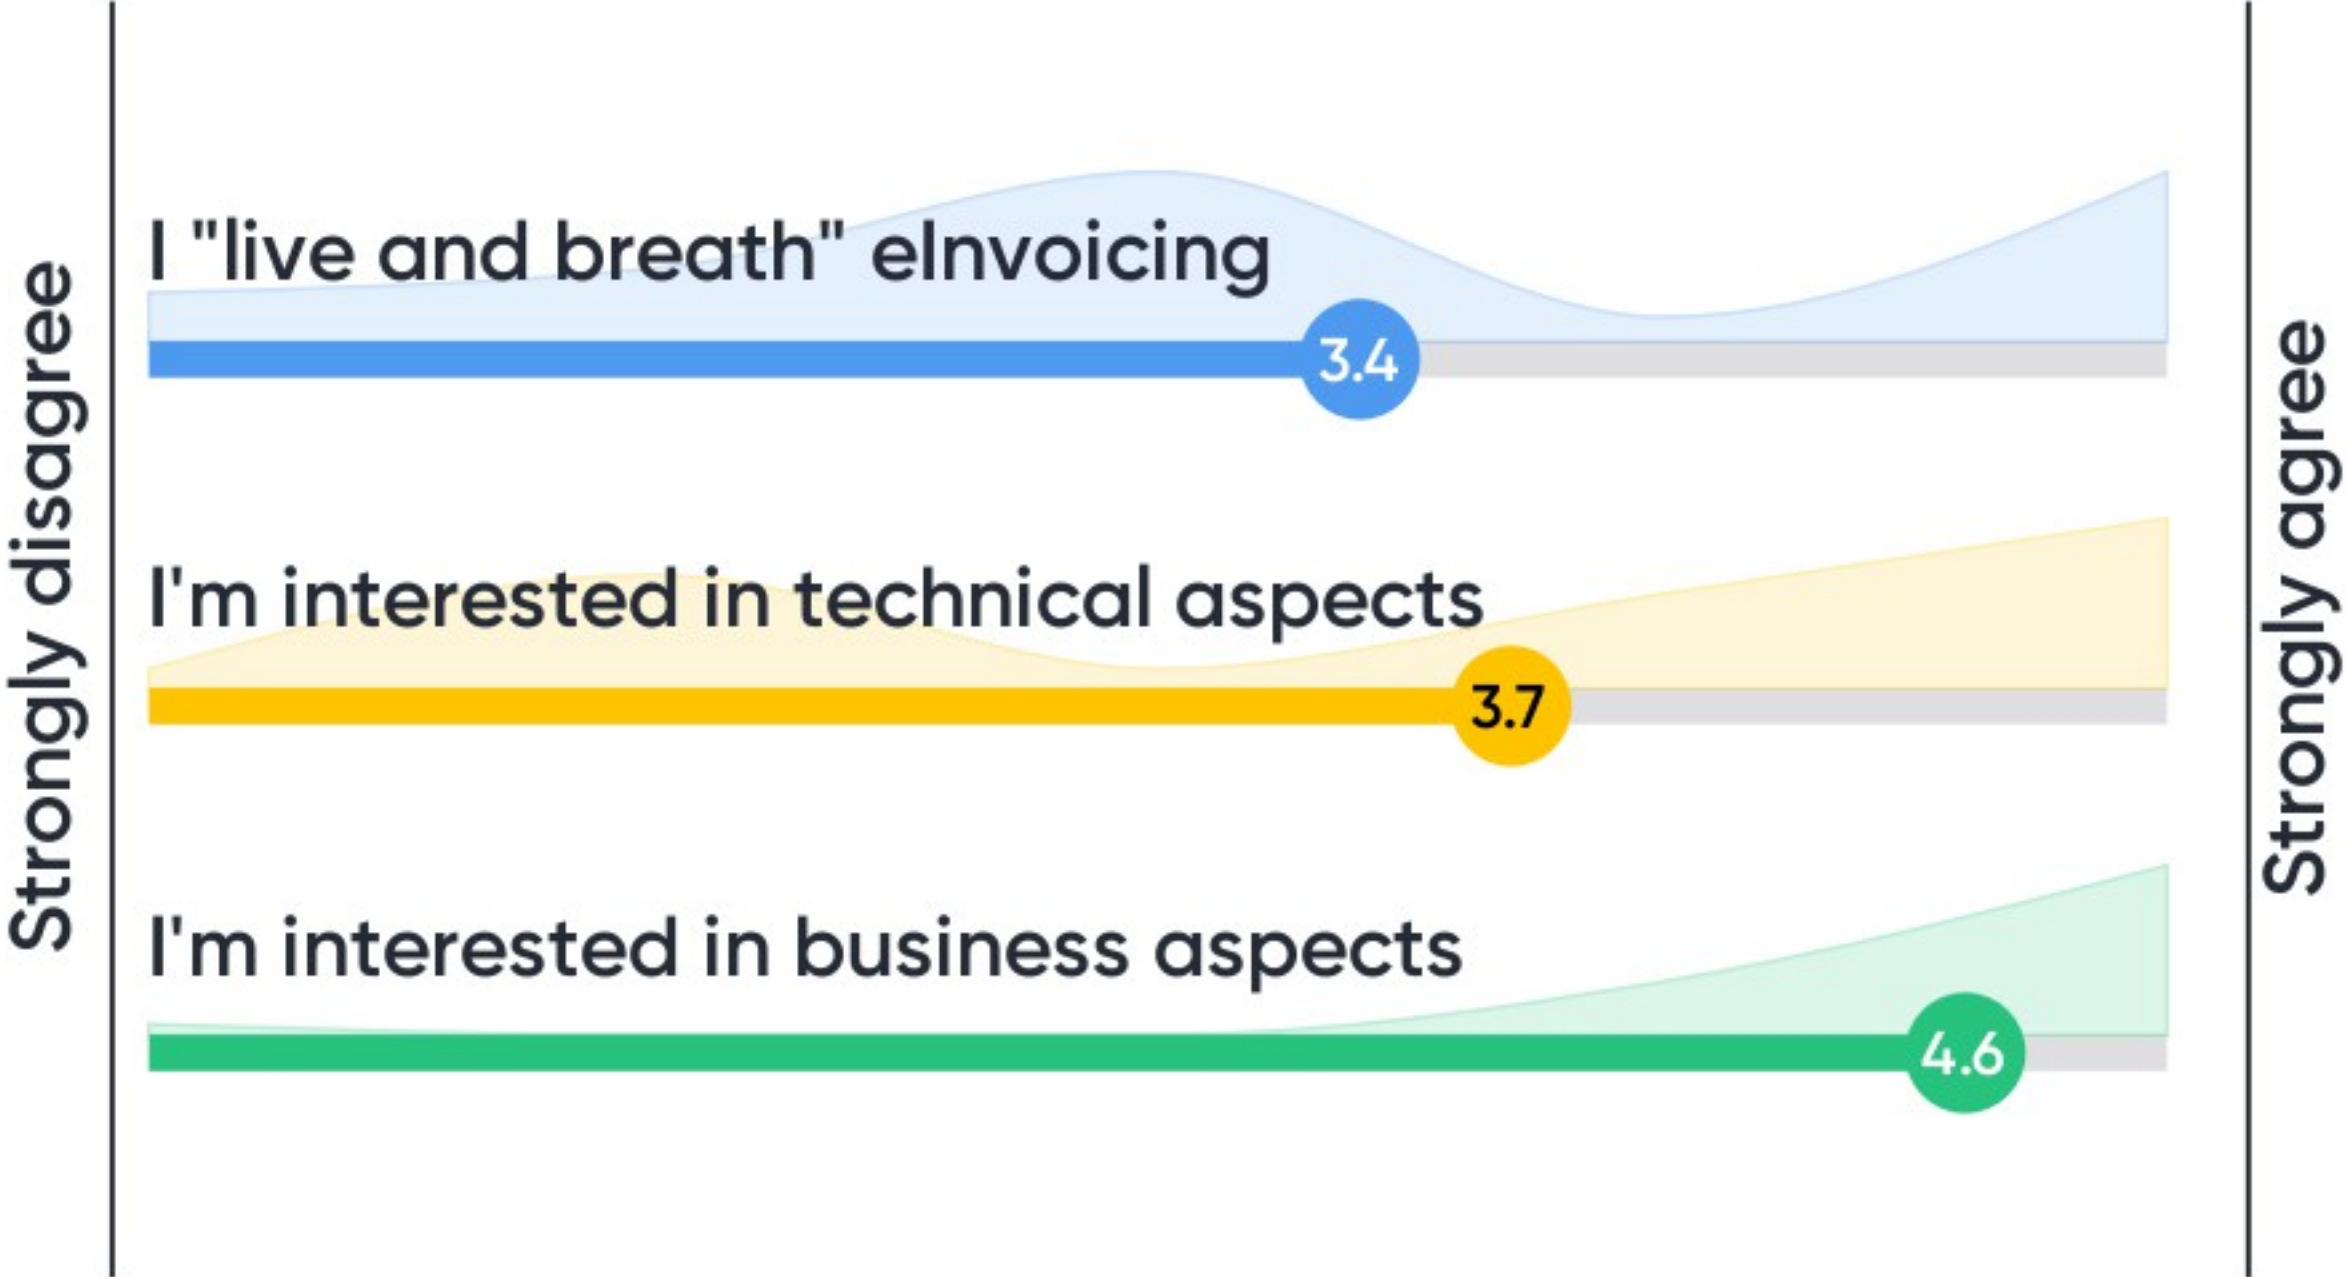 Strongly disagree
I "live and breath" eInvoicing
3.4
I'm interested in technical aspects
3.7
I'm interested in business aspects
4.6
Strongly agree